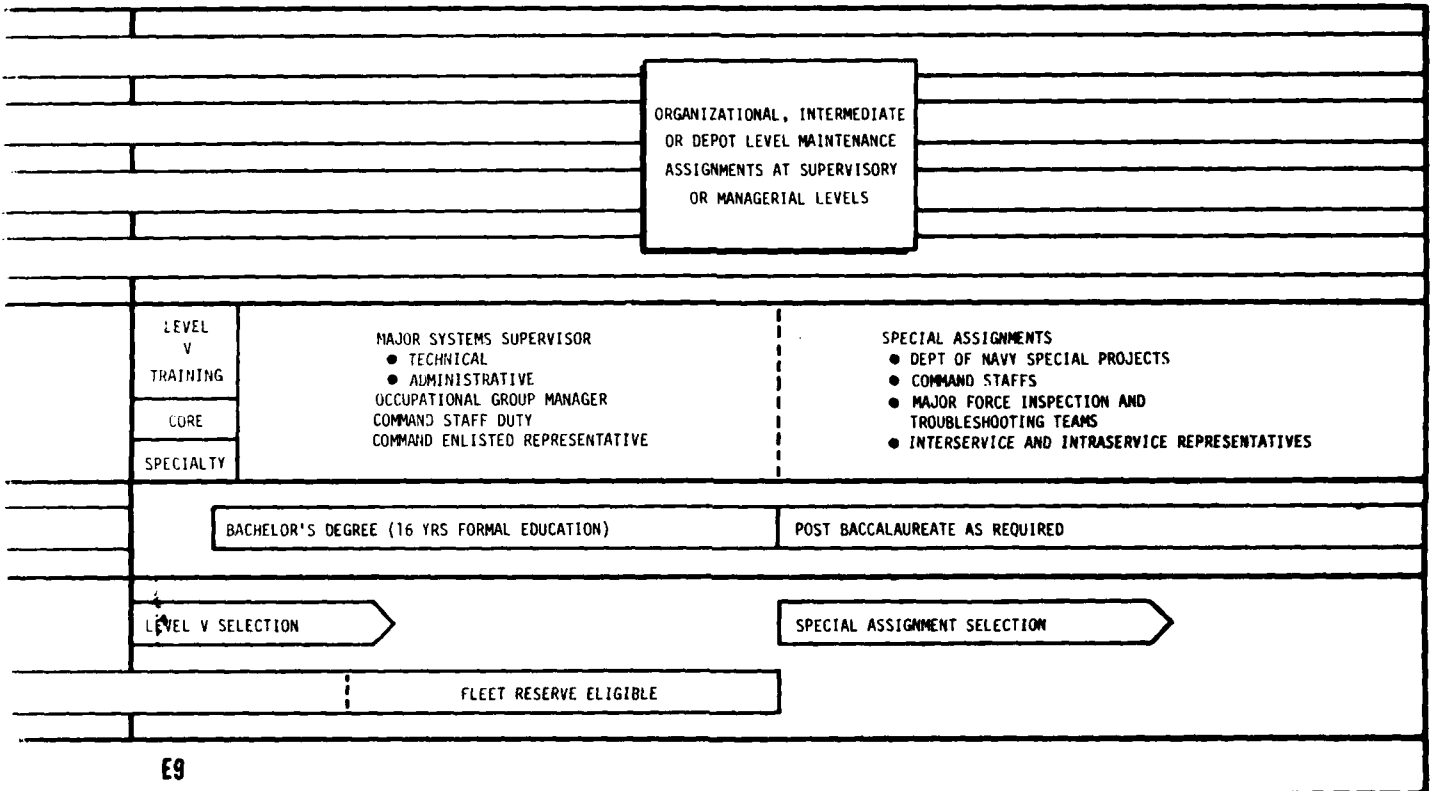 ORGANIZATIONAL, INTERMEDIATE
OR DEPOT LEVEL MAINTENANCE
ASSIGNMENTS AT SUPERVISORY
OR MANAGERIAL LEVELS
LEVEL
V
TRAINING
CORE
SPECIALTY
MAJOR SYSTEMS SUPERVISOR
● TECHNICAL
● ADMINISTRATIVE
OCCUPATIONAL GROUP MANAGER
COMMAND STAFF DUTY
COMMAND ENLISTED REPRESENTATIVE
SPECIAL ASSIGNMENTS
● DEPT OF NAVY SPECIAL PROJECTS
● COMMAND STAFFS
● MAJOR FORCE INSPECTION AND
TROUBLESHOOTING TEAMS
● INTERSERVICE AND INTRASERVICE REPRESENTATIVES
BACHELOR'S DEGREE (16 YRS FORMAL EDUCATION)
POST BACCALAUREATE AS REQUIRED
LEVEL V SELECTION
SPECIAL ASSIGNMENT SELECTION
FLEET RESERVE ELIGIBLE
E9